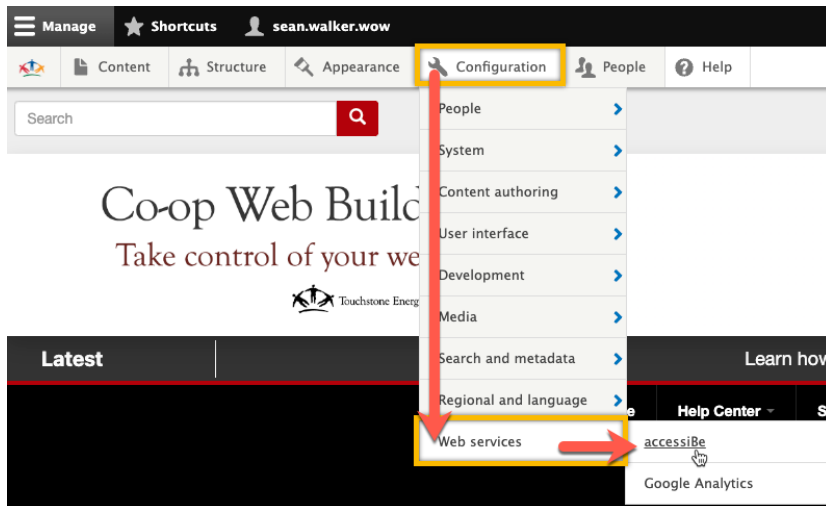 Manage Shortcuts sean.walker.wow
Content Structure Appearance Configuration People Help
Search
People
System
Content authoring
User interface
Development
Media
Search and metadata
Regional and language
Web services
Co-op Web Build
Take control of your we
Touchstone Energ
Latest
Learn how
e Help Center S
accessiBe
Google Analytics